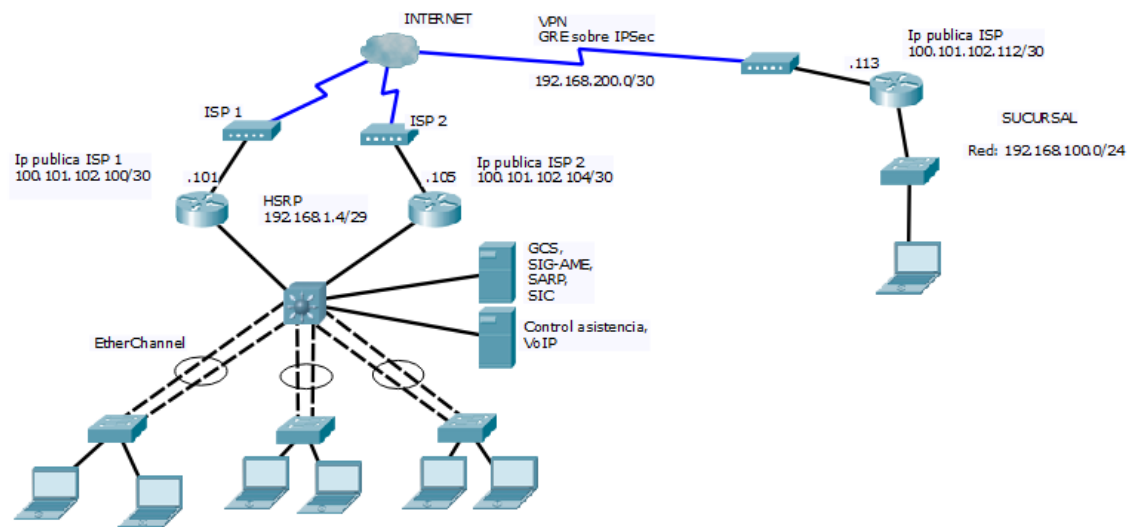 INTERNET
VPN
GRE sobre IPSec
192.168.200.0/30
Ip publica ISP
100.101.102.112/30
.113
SUCURSAL
Red: 192.168.100.0/24
ISP 1
ISP 2
Ip publica ISP 1
100.101.102.100/30
.101
Ip publica ISP 2
100.101.102.104/30
.105
HSRP
192.168.1.4/29
GCS,
SIG-AME,
SARP,
SIC
Control asistencia,
VoIP
EtherChannel